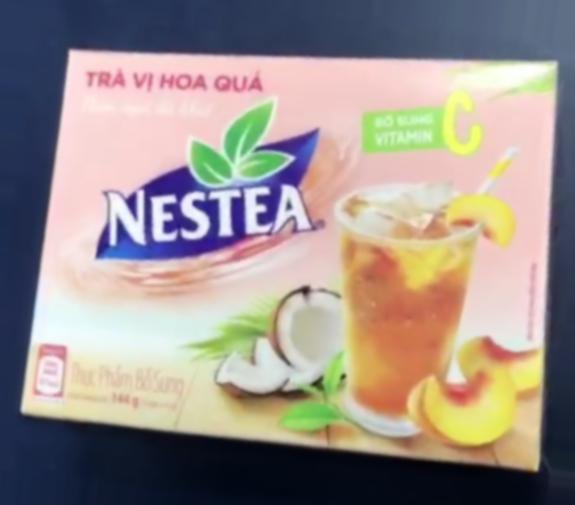 TRÀ VỊ HOA QUẢ
NESTEA
BỔ SUNG
VITAMIN C
Thực Phẩm Bổ Sung
144 g